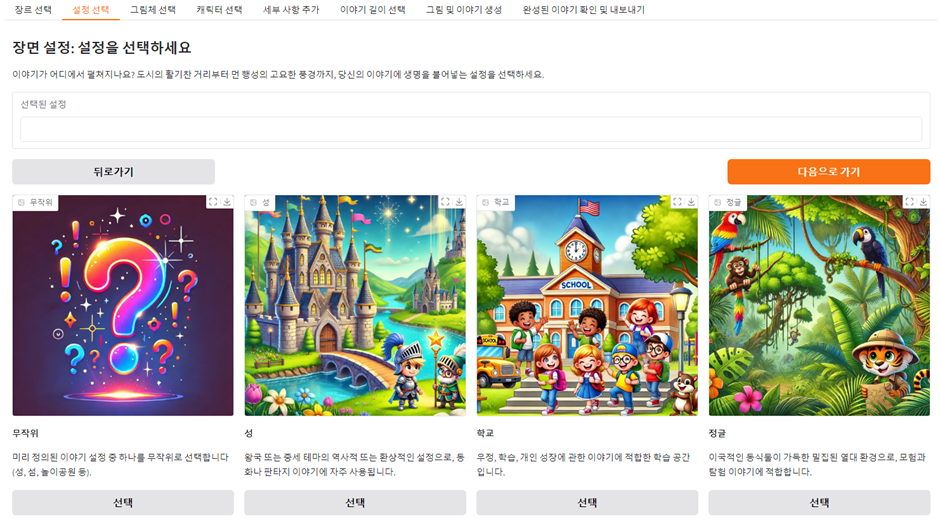 장르 선택 설정 선택 그림체 선택 캐릭터 선택 세부 사항 추가 이야기 길이 선택 그림 및 이야기 생성 완성된 이야기 확인 및 내보내기
장면 설정: 설정을 선택하세요
이야기가 어디에서 펼쳐지나요? 도시의 활기찬 거리부터 먼 행성의 고요한 풍경까지, 당신의 이야기에 생명을 불어넣는 설정을 선택하세요.
선택된 설정
뒤로가기 다음으로 가기
무작위 성 학교 정글
SCHOOL
SCHOOL
무작위
미리 정의된 이야기 설정 중 하나를 무작위로 선택합니다
(성, 섬, 놀이공원 등).
선택
성
왕국 또는 중세 테마의 역사적 또는 환상적인 설정으로, 동
화나 판타지 이야기에 자주 사용됩니다.
선택
학교
우정, 학습, 개인 성장에 관한 이야기에 적합한 학습 공간
입니다.
선택
정글
이국적인 동식물이 가득한 밀집된 열대 환경으로, 모험과
탐험 이야기에 적합합니다.
선택